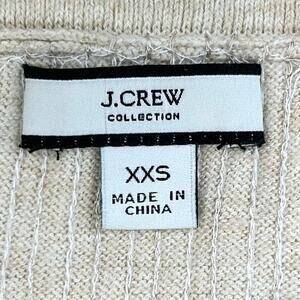 J.CREW
COLLECTION
XXS
MADE IN
CHINA